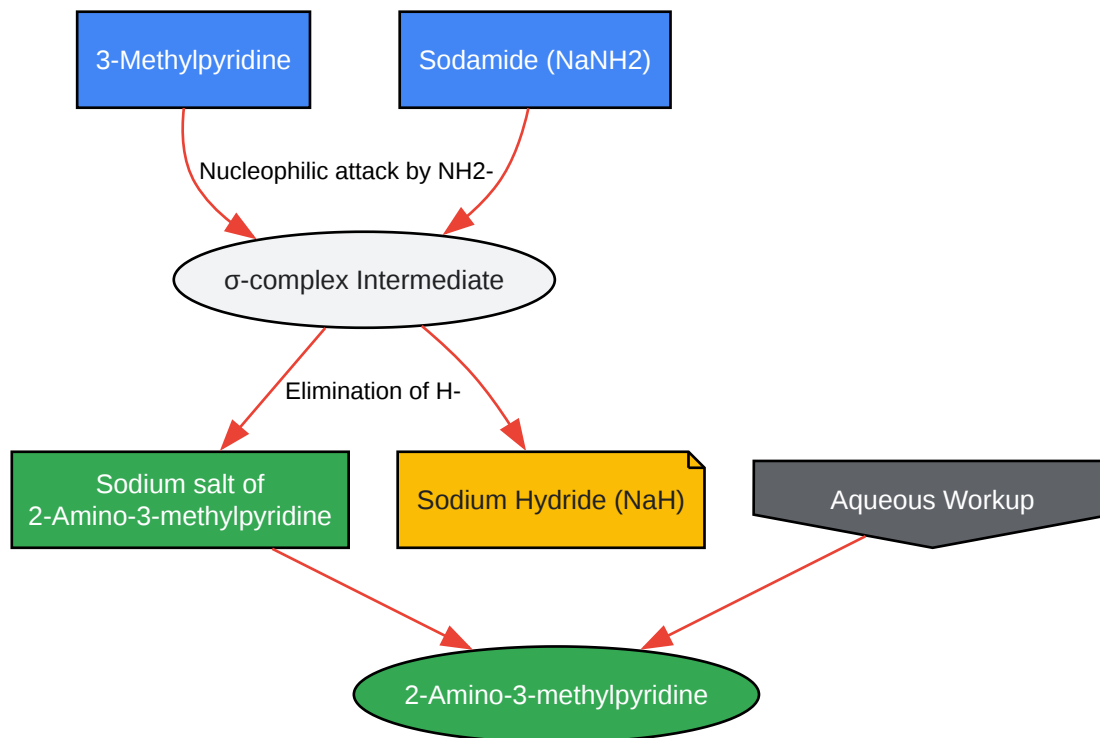 3-Methylpyridine
Sodamide (NaNH2)
Nucleophilic attack by NH2-
σ-complex Intermediate
Elimination of H-
Sodium salt of
2-Amino-3-methylpyridine
Sodium Hydride (NaH)
Aqueous Workup
2-Amino-3-methylpyridine